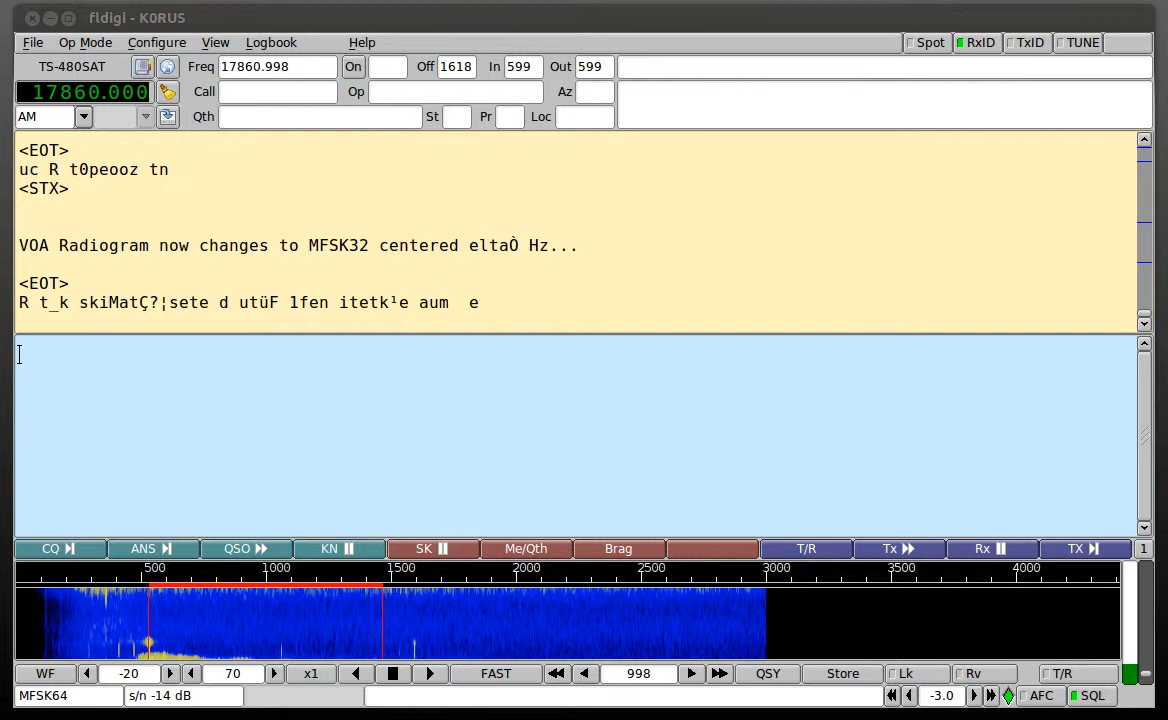 fldigi - K0RUS
File Op Mode Configure View Logbook Help Spot RxID TxID TUNE
TS-480SAT Freq 17860.998 On Off 1618 In 599 Out 599
17860.000 Call Op Az
AM Qth St Pr Loc
<EOT>
uc R t0peooz tn
<STX>
VOA Radiogram now changes to MFSK32 centered eltaÒ Hz...
<EOT>
R t_k skiMatÇ?¦sete d utüF 1fen itetk¹e aum  e
CQ ANS QSO KN SK Me/Qth Brag T/R Tx Rx TX 1
500 1000 1500 2000 2500 3000 3500 4000
WF -20 70 x1 FAST 998 QSY Store Lk Rv T/R
MFSK64 s/n -14 dB -3.0 AFC SQL